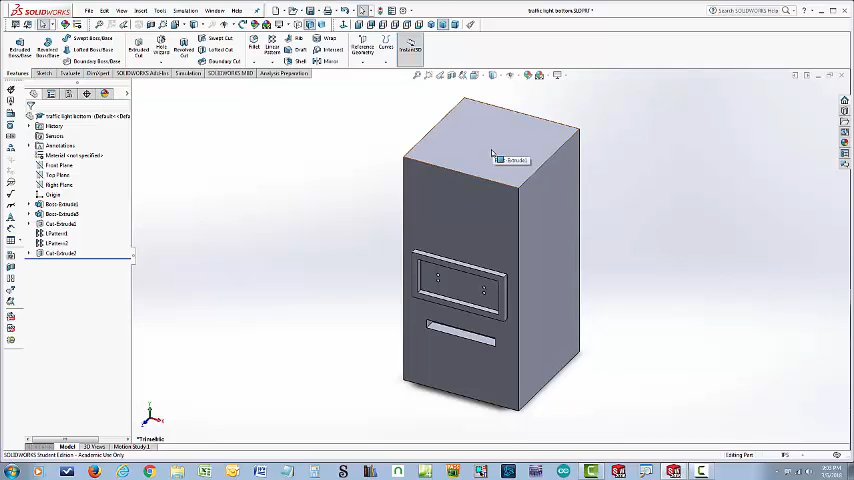 SOLIDWORKS File Edit View Insert Tools Window Help traffic light bottom.SLDPRT * Search SOLIDWORKS Help
Extruded Boss/Base Revolved Boss/Base Swept Boss/Base Lofted Boss/Base Boundary Boss/Base Extruded Cut Hole Wizard Revolved Cut Swept Cut Lofted Cut Boundary Cut Fillet Linear Pattern Rib Draft Shell Wrap Intersect Mirror Reference Geometry Curves Instant3D
Features Sketch Evaluate DimXpert SOLIDWORKS Add-Ins Simulation SOLIDWORKS MBD Analysis Preparation
traffic light bottom (Default<<Defa
History
Sensors
Annotations
Material <not specified>
Front Plane
Top Plane
Right Plane
Origin
Boss-Extrude1
Boss-Extrude3
Cut-Extrude1
LPattern1
LPattern2
Cut-Extrude2
Extrude1
*Trimetric
Model 3D Views Motion Study 1
SOLIDWORKS Student Edition - Academic Use Only Editing Part IPS